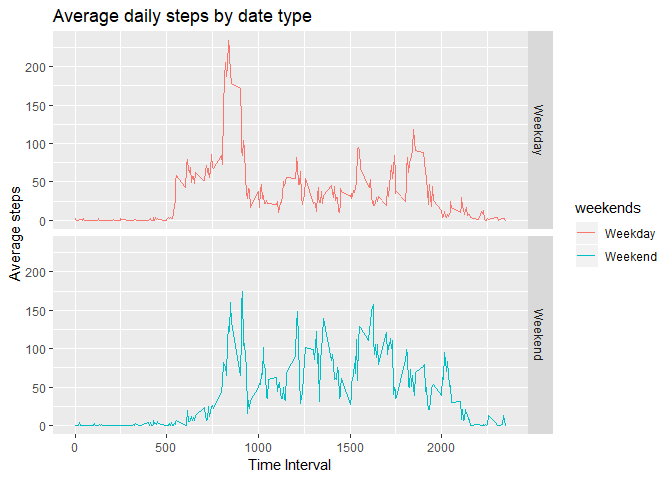 Average daily steps by date type
Average steps
200
150
100
50
0
Weekday
200
150
100
50
0
Weekend
0
500
1000
1500
2000
Time Interval
weekends
Weekday
Weekend